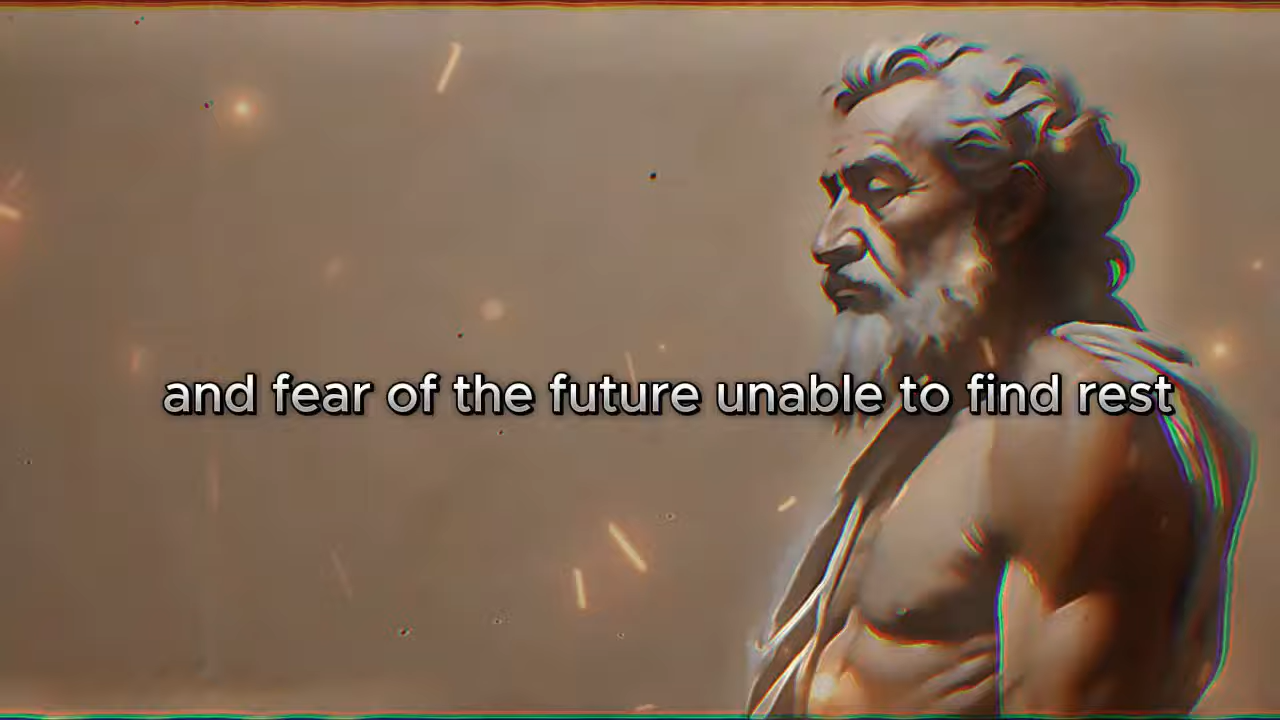 and fear of the future unable to find rest